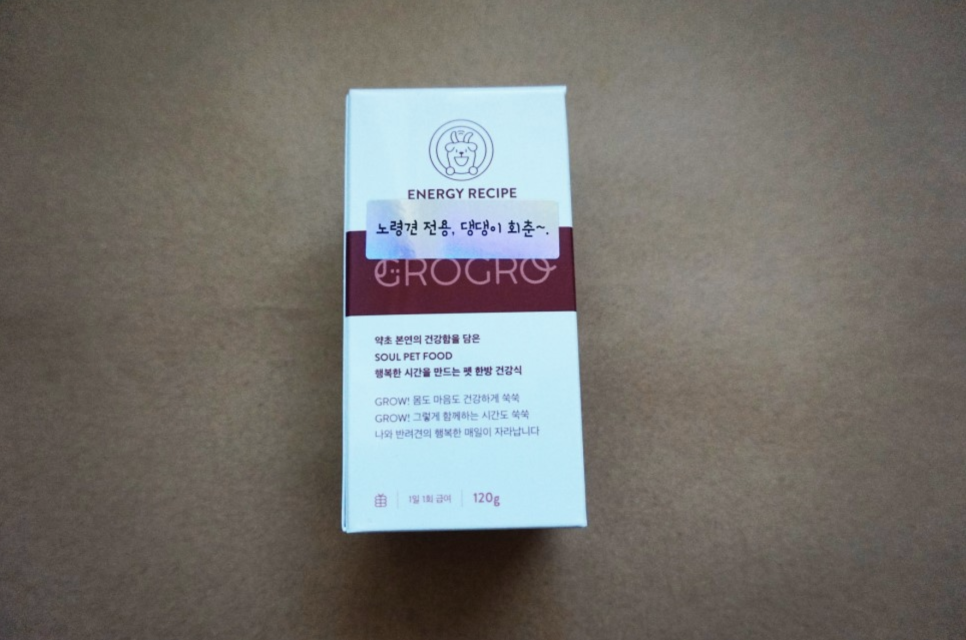 ENERGY RECIPE
노령견 전용, 댕댕이 회춘~.
GROGRO
약초 본연의 건강함을 담은
SOUL PET FOOD
행복한 시간을 만드는 펫 한방 건강식
GROW! 몸도 마음도 건강하게 쑥쑥
GROW! 그렇게 함께하는 시간도 쑥쑥
나와 반려견의 행복한 매일이 자라납니다
1일 1회 급여 120g